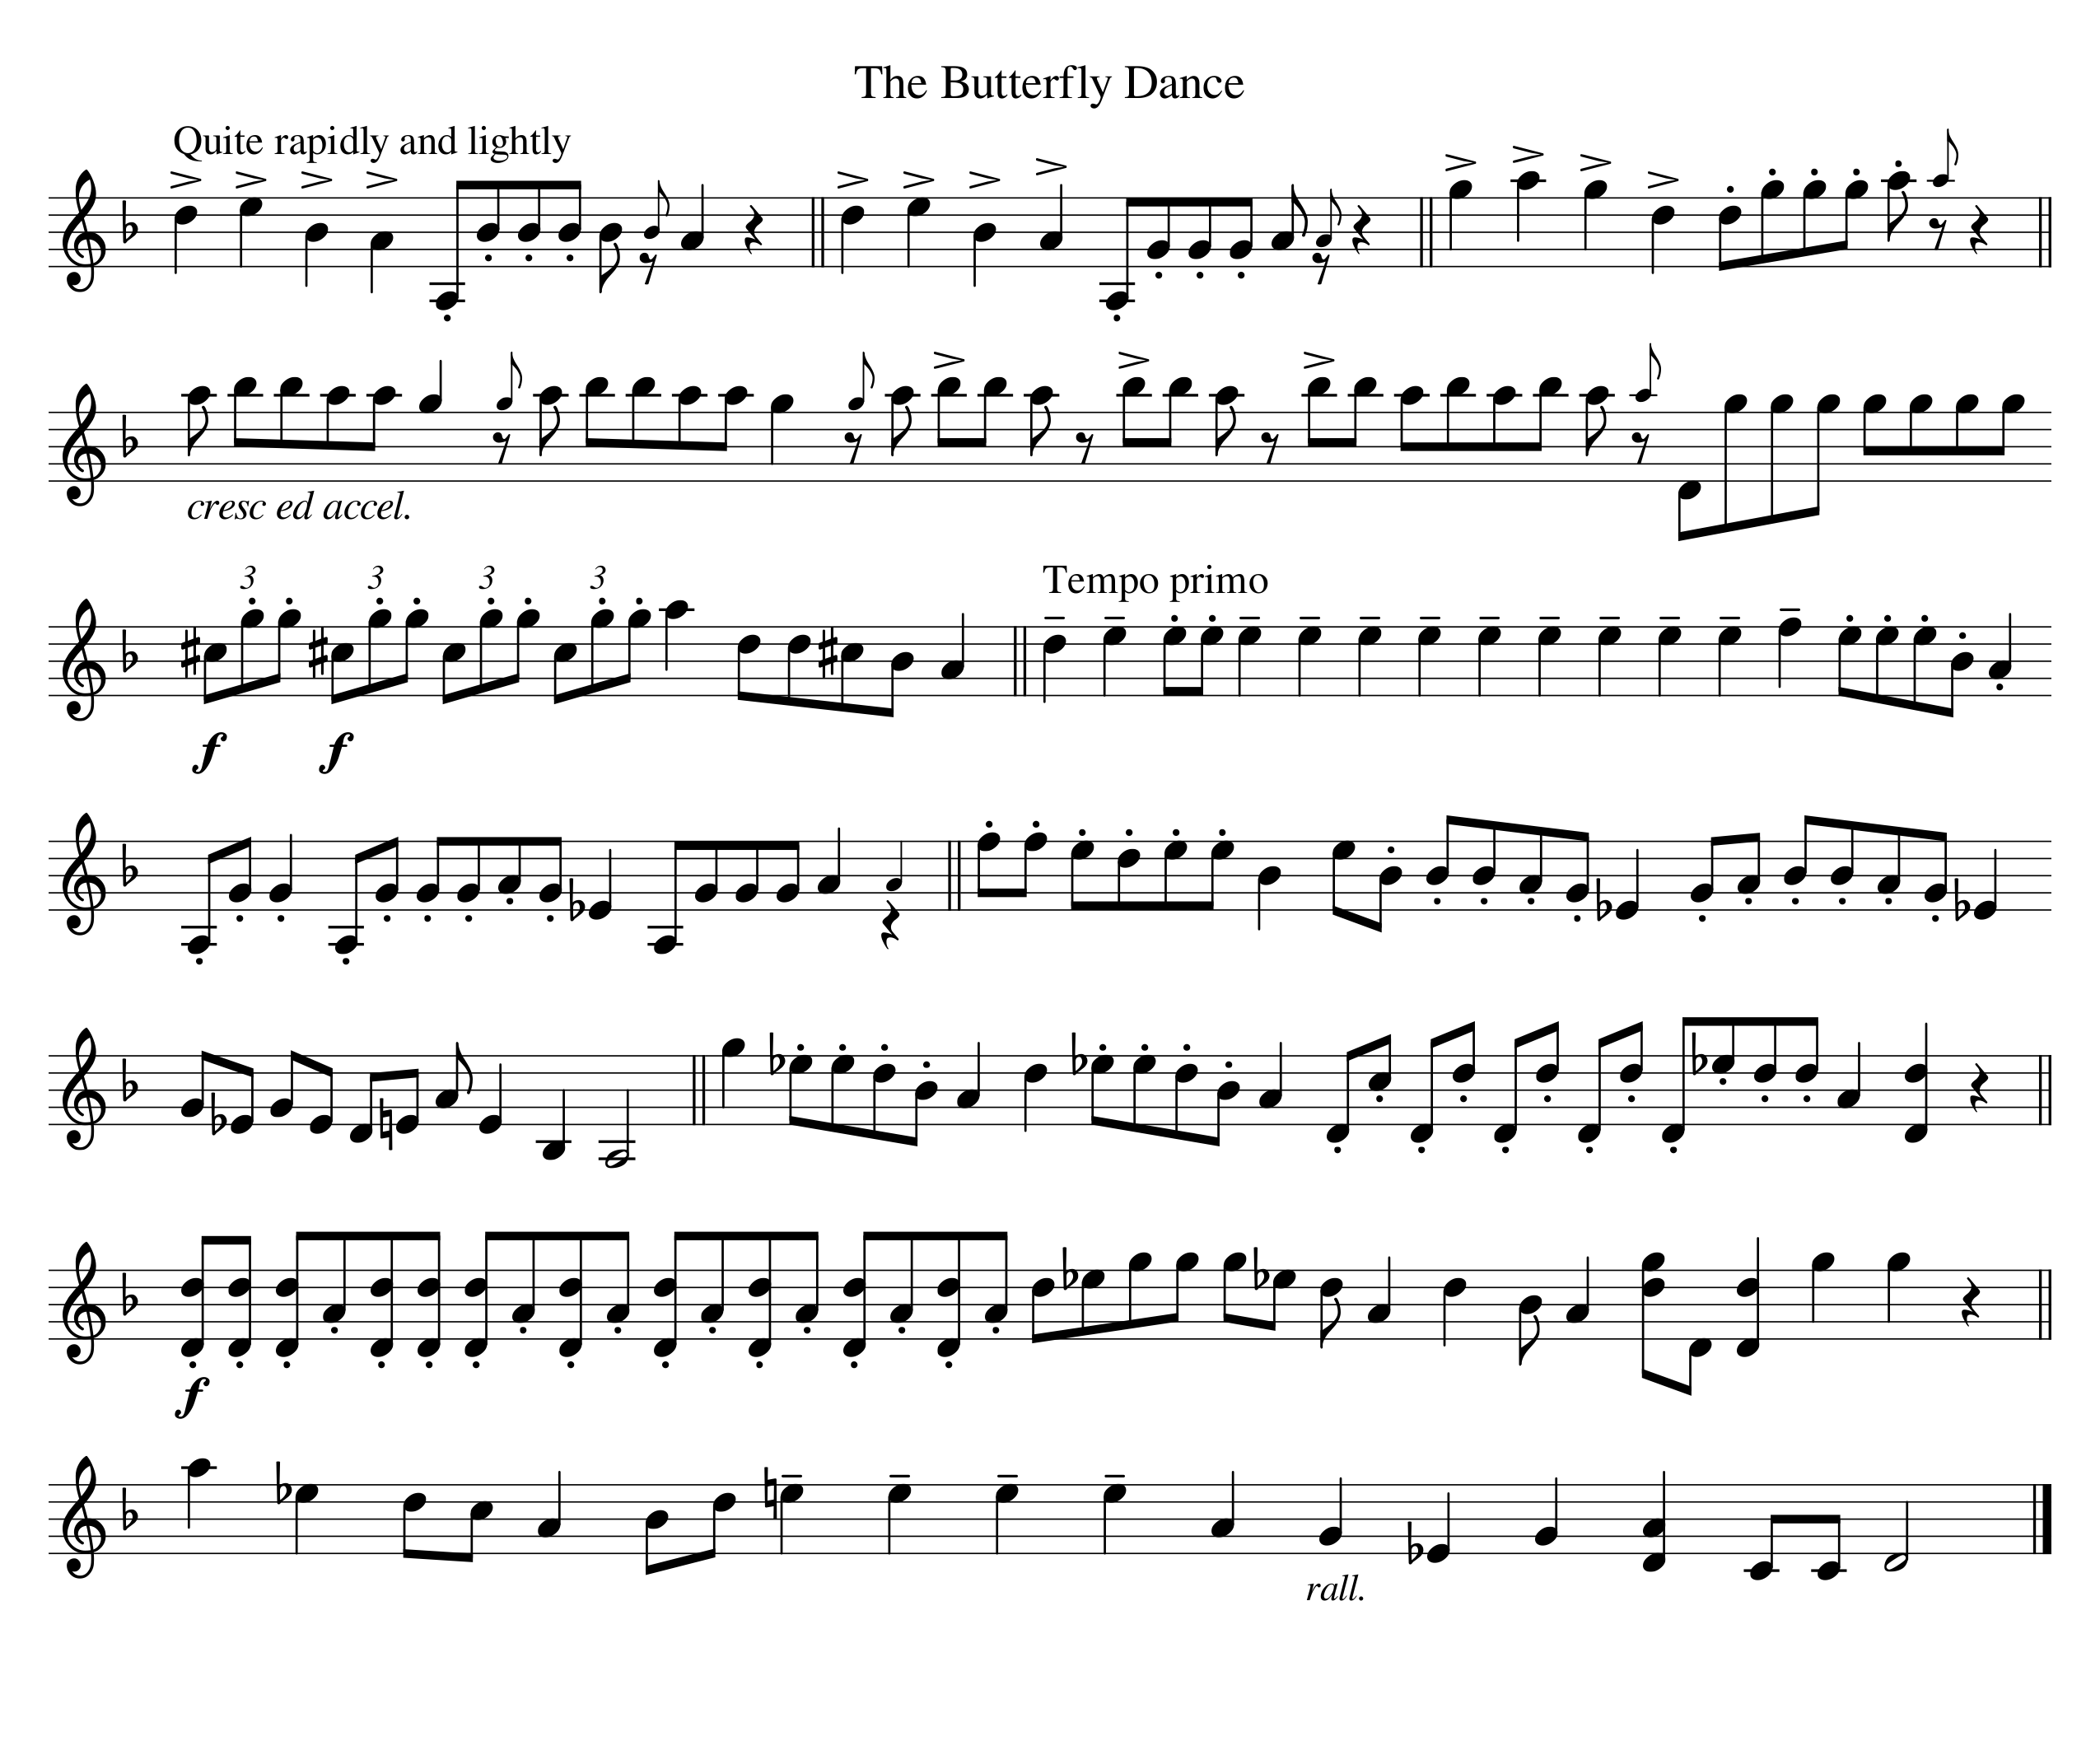 The Butterfly Dance
Quite rapidly and lightly
cresc ed accel.
3 3 3 3
Tempo primo
f f
f
rall.